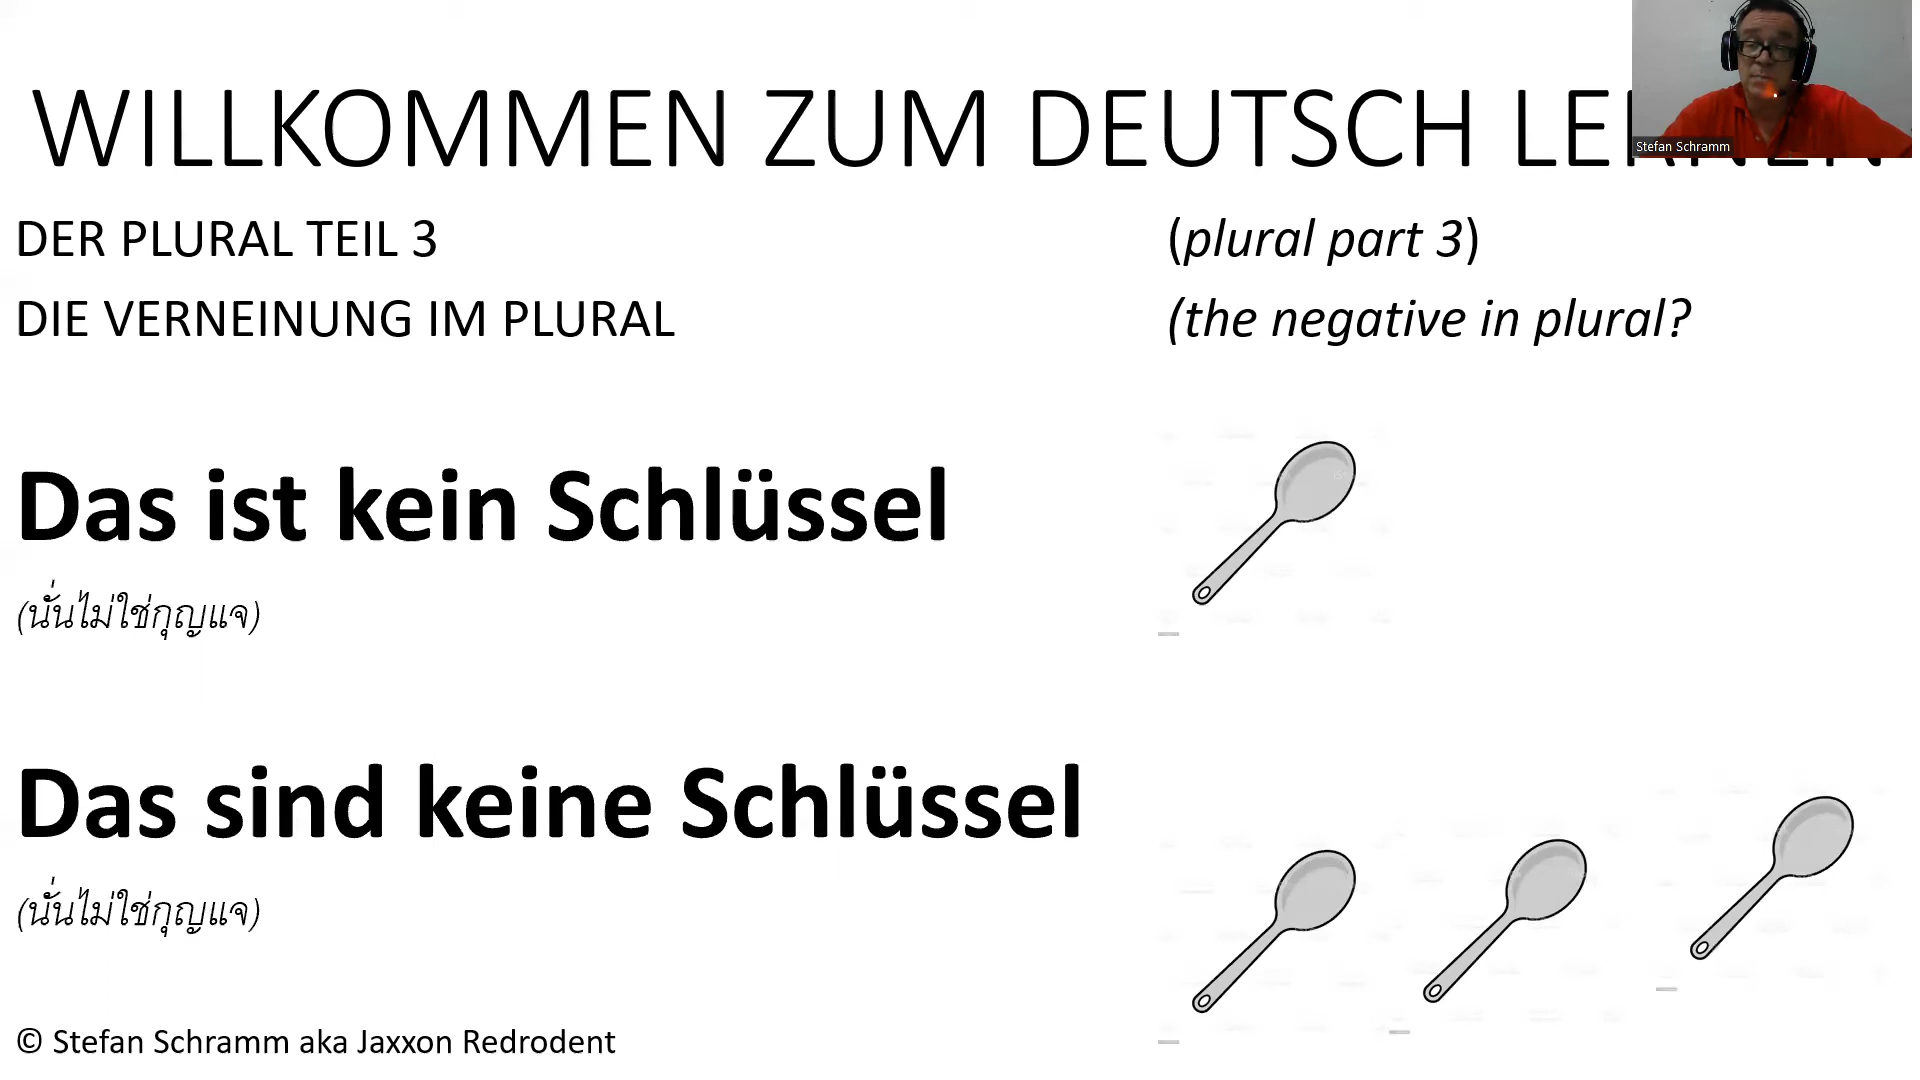 WILLKOMMEN ZUM DEUTSCH
Stefan Schramm
DER PLURAL TEIL 3
(plural part 3)
DIE VERNEINUNG IM PLURAL
(the negative in plural?
Das ist kein Schlüssel
(นั่นไม่ใช่กุญแจ)
Das sind keine Schlüssel
(นั่นไม่ใช่กุญแจ)
© Stefan Schramm aka Jaxxon Redrodent